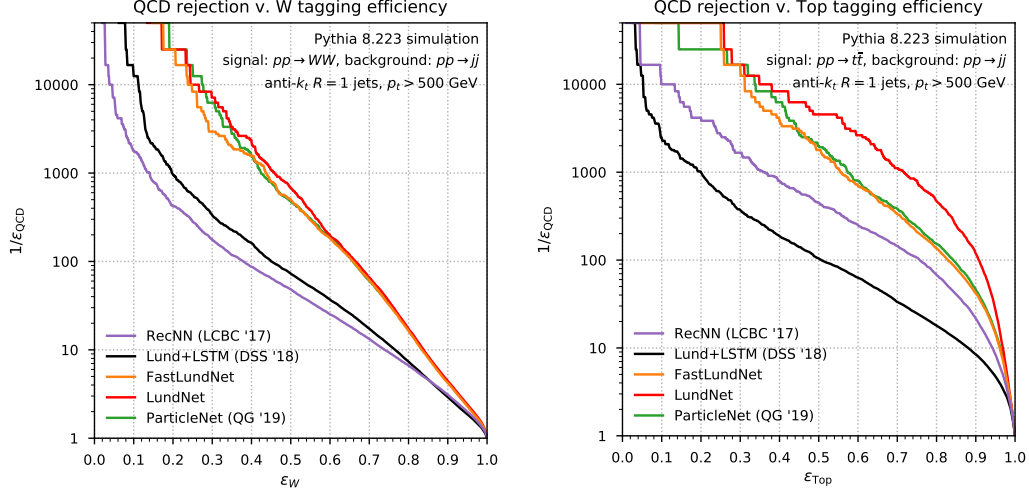 QCD rejection v. W tagging efficiency
Pythia 8.223 simulation
signal: pp→WW, background: pp→jj
anti-kₜ R = 1 jets, pₜ > 500 GeV
10000
1000
100
10
1
1/εQCD
RecNN (LCBC '17)
Lund+LSTM (DSS '18)
FastLundNet
LundNet
ParticleNet (QG '19)
0.0 0.1 0.2 0.3 0.4 0.5 0.6 0.7 0.8 0.9 1.0
εW
QCD rejection v. Top tagging efficiency
Pythia 8.223 simulation
signal: pp→tt̄, background: pp→jj
anti-kₜ R = 1 jets, pₜ > 500 GeV
10000
1000
100
10
1
1/εQCD
RecNN (LCBC '17)
Lund+LSTM (DSS '18)
FastLundNet
LundNet
ParticleNet (QG '19)
0.0 0.1 0.2 0.3 0.4 0.5 0.6 0.7 0.8 0.9 1.0
εTop